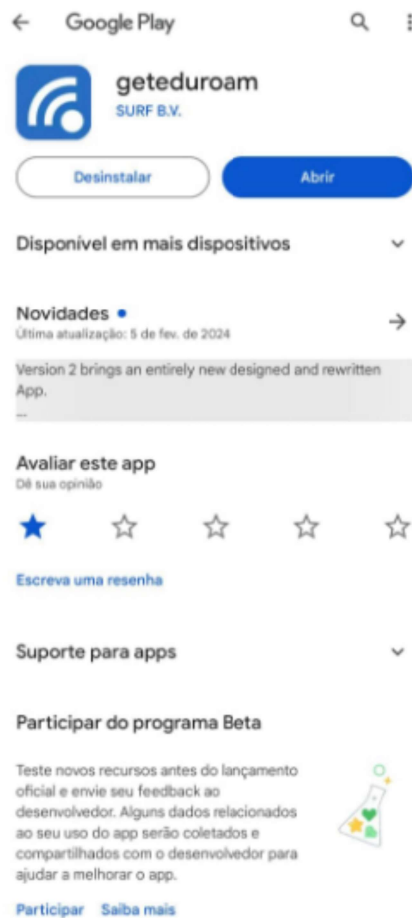 Google Play
geteduroam
SURF B.V.
Desinstalar
Abrir
Disponível em mais dispositivos
Novidades
Última atualização: 5 de fev. de 2024
Version 2 brings an entirely new designed and rewritten
App.
...
Avaliar este app
Dê sua opinião
Escreva uma resenha
Suporte para apps
Participar do programa Beta
Teste novos recursos antes do lançamento
oficial e envie seu feedback ao
desenvolvedor. Alguns dados relacionados
ao seu uso do app serão coletados e
compartilhados com o desenvolvedor para
ajudar a melhorar o app.
Participar Saiba mais